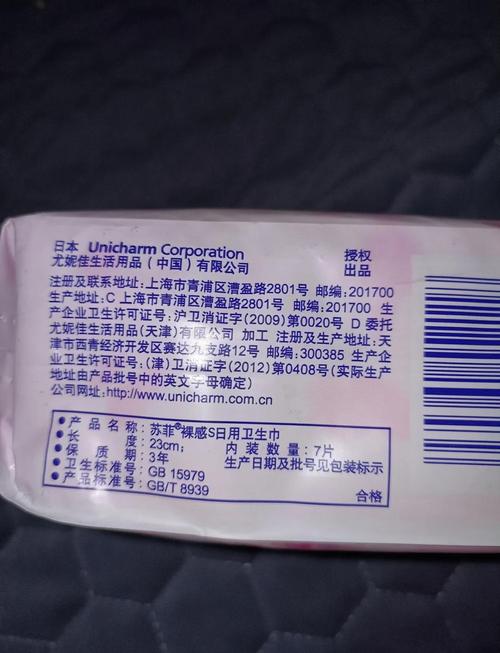 日本 Unicharm Corporation 授权
尤妮佳生活用品（中国）有限公司 出品
注册及联系地址：上海市青浦区漕盈路2801号 邮编：201700
生产地址：C 上海市青浦区漕盈路2801号 邮编：201700 生
产企业卫生许可证号：沪卫消证字（2009）第0020号 D 委托
尤妮佳生活用品（天津）有限公司 加工 注册及生产地址：天
津市西青经济开发区赛达九支路12号 邮编：300385 生产企
业卫生许可证号：（津）卫消证字（2012）第0408号（实际生产
地址由产品批号中的英文字母确定）
公司网址：http://www.unicharm.com.cn
●产品名称：苏菲®裸感S日用卫生巾
●长度：23cm； 内装数量：7片
●保质期：3年 生产日期及批号见包装标示
●卫生标准号：GB 15979
●产品标准号：GB/T 8939 合格